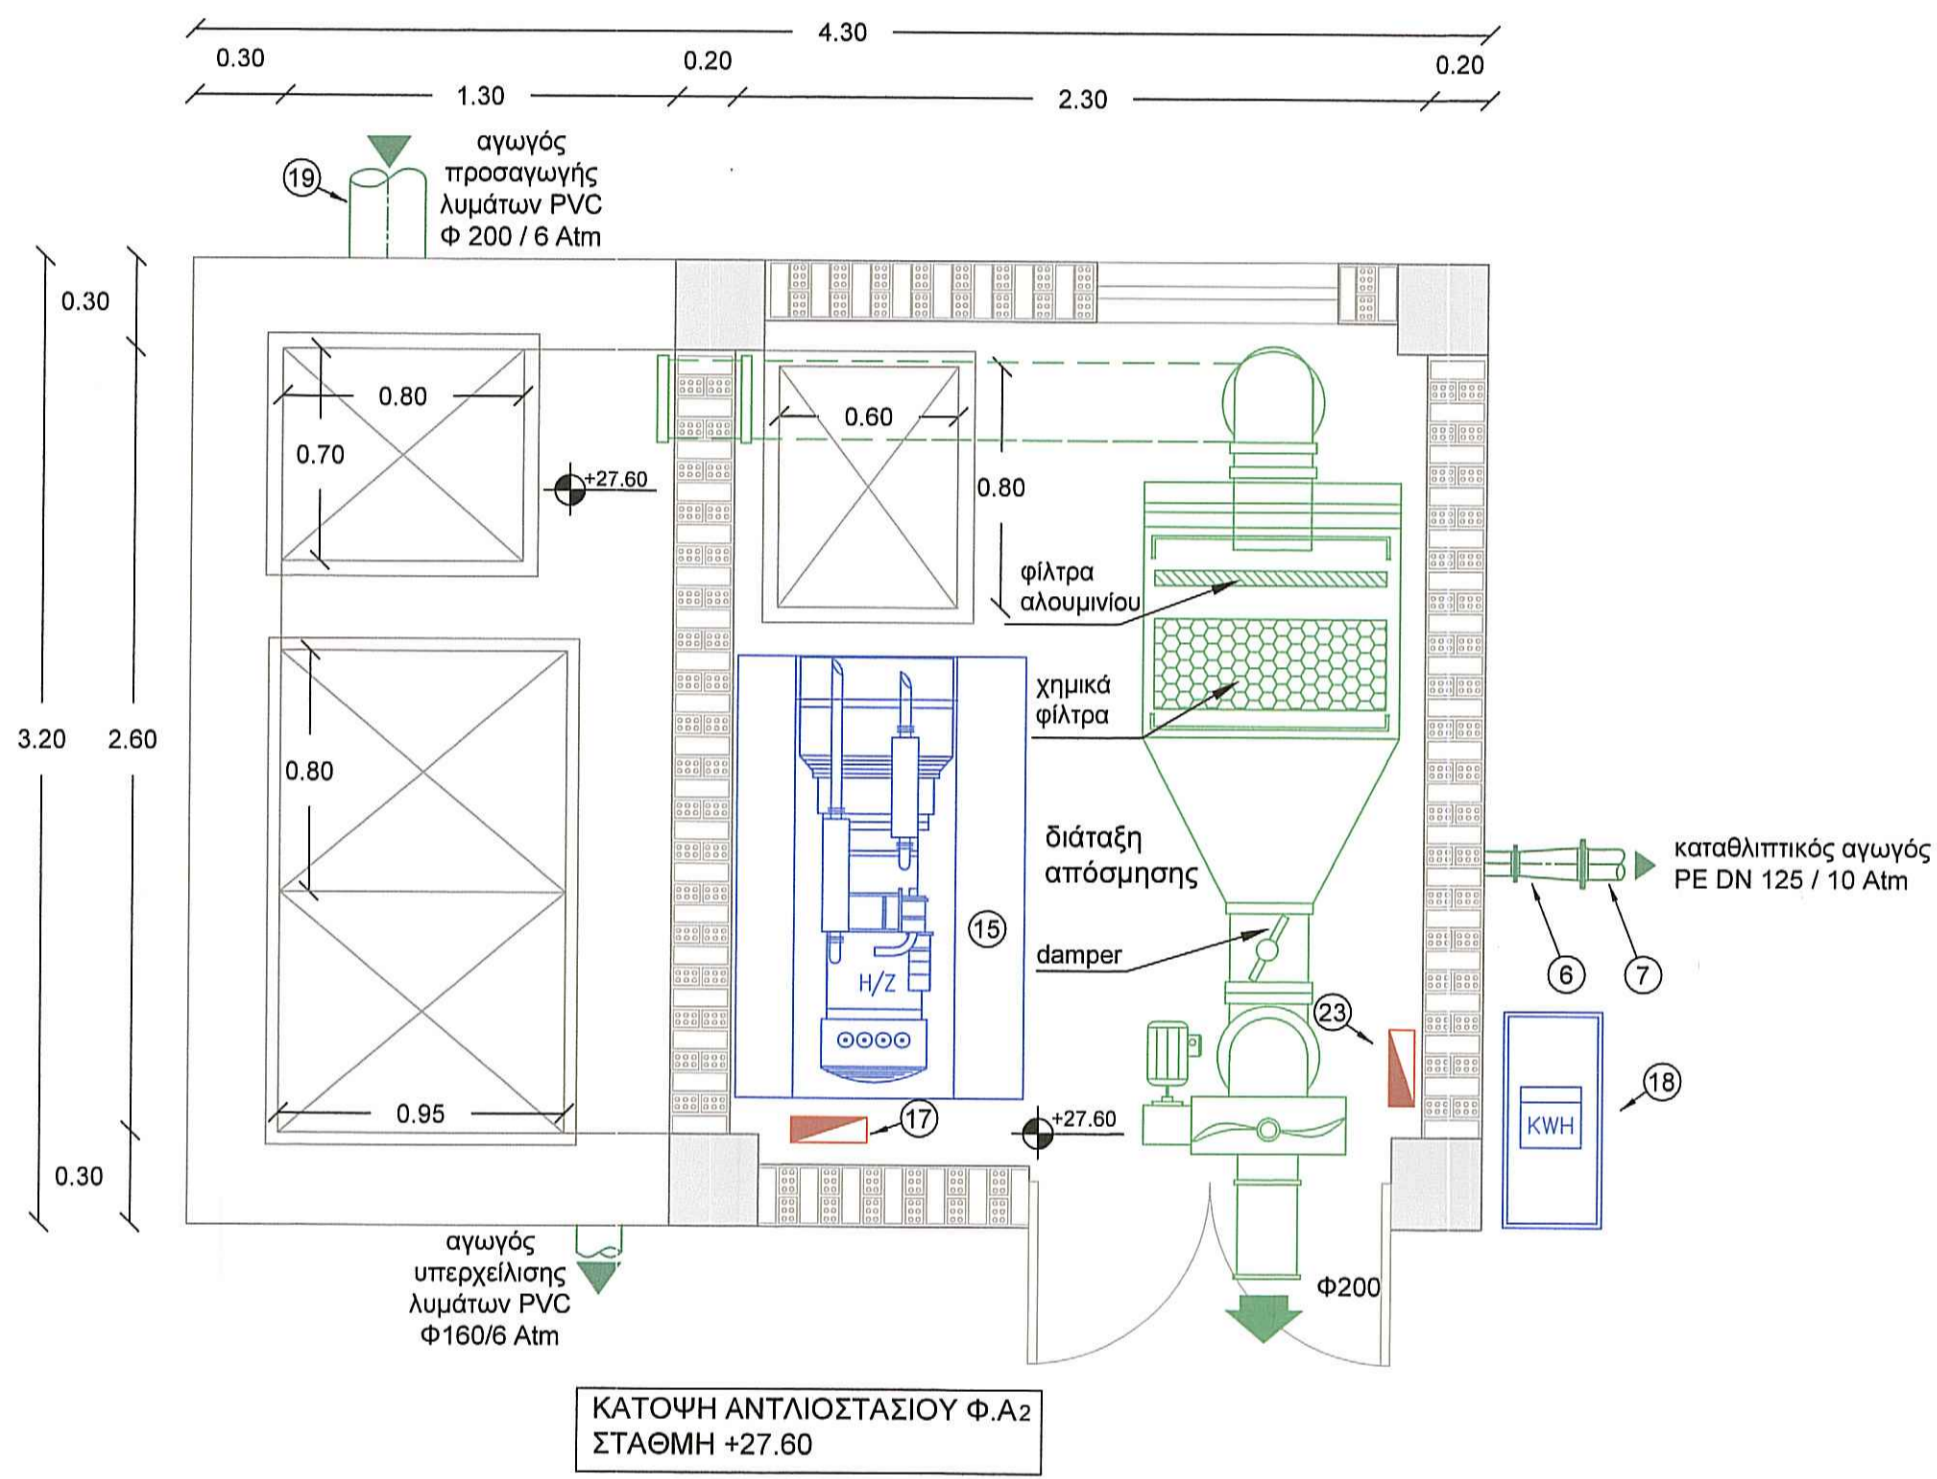 4.30
0.30
0.20
0.20
1.30
2.30
αγωγός
προσαγωγής
λυμάτων PVC
Φ 200 / 6 Atm
19
0.30
0.80
0.60
0.70
+27.60
0.80
φίλτρα
αλουμινίου
χημικά
φίλτρα
3.20
2.60
0.80
διάταξη
απόσμησης
καταθλιπτικός αγωγός
PE DN 125 / 10 Atm
15
damper
6
7
H/Z
23
18
0.95
17
+27.60
KWH
0.30
αγωγός
υπερχείλισης
λυμάτων PVC
Φ160/6 Atm
Φ200
ΚΑΤΟΨΗ ΑΝΤΛΙΟΣΤΑΣΙΟΥ Φ.Α2
ΣΤΑΘΜΗ +27.60